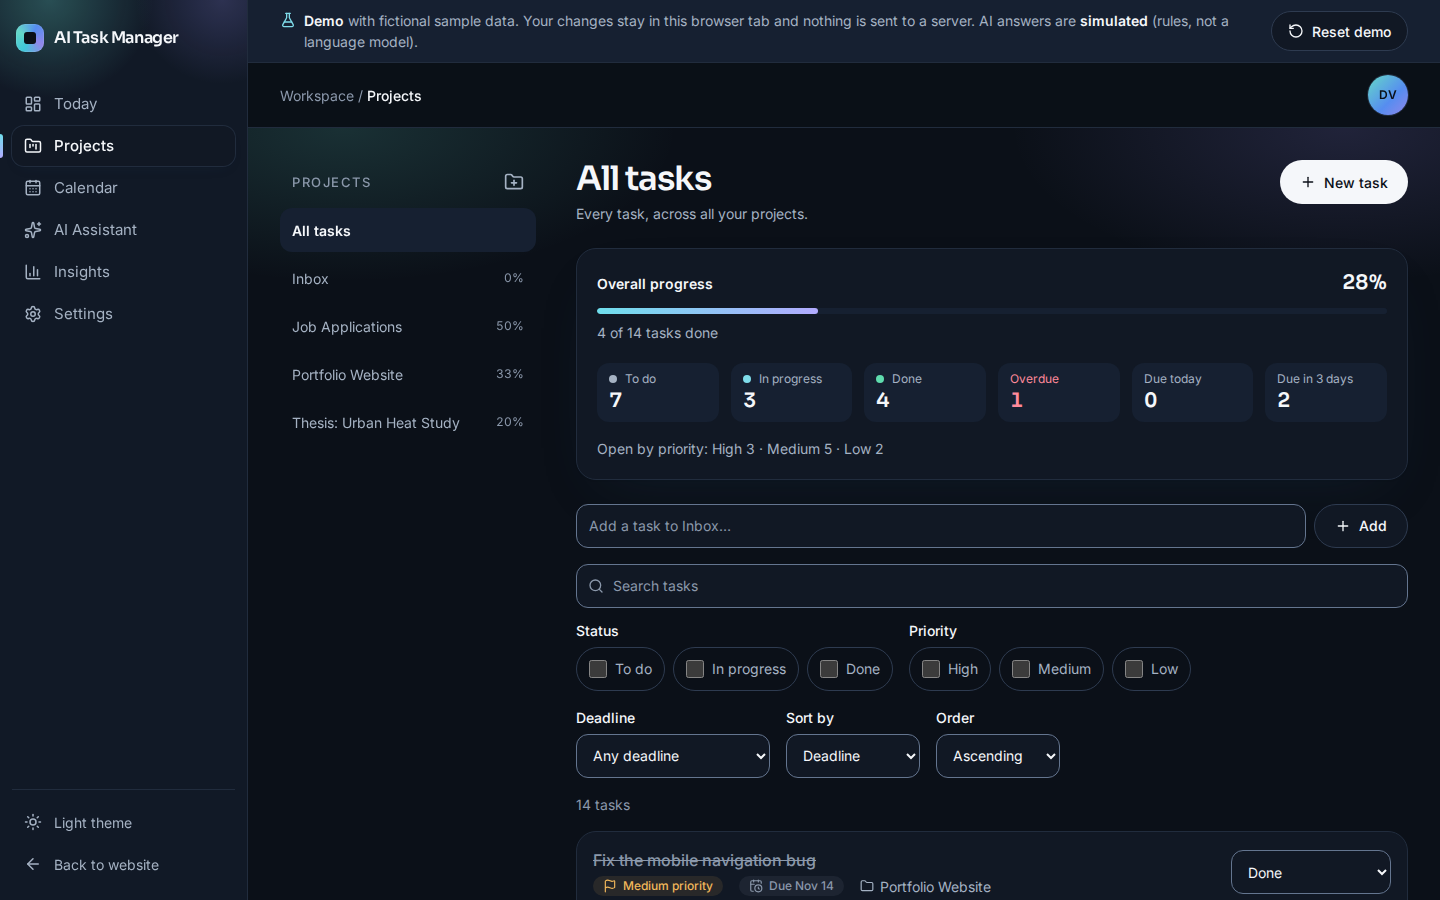 AI Task Manager
Today
Projects
Calendar
AI Assistant
Insights
Settings
Light theme
Back to website
Demo with fictional sample data. Your changes stay in this browser tab and nothing is sent to a server. AI answers are simulated (rules, not a
language model).
Reset demo
Workspace / Projects
DV
PROJECTS
All tasks
Inbox 0%
Job Applications 50%
Portfolio Website 33%
Thesis: Urban Heat Study 20%
All tasks
Every task, across all your projects.
New task
Overall progress 28%
4 of 14 tasks done
To do
7
In progress
3
Done
4
Overdue
1
Due today
0
Due in 3 days
2
Open by priority: High 3 · Medium 5 · Low 2
Add a task to Inbox...
Add
Search tasks
Status
To do
In progress
Done
Priority
High
Medium
Low
Deadline
Any deadline
Sort by
Deadline
Order
Ascending
14 tasks
Fix the mobile navigation bug
Medium priority
Due Nov 14
Portfolio Website
Done